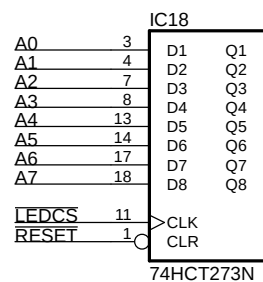 IC18
A0 3 D1 Q1
A1 4 D2 Q2
A2 7 D3 Q3
A3 8 D4 Q4
A4 13 D5 Q5
A5 14 D6 Q6
A6 17 D7 Q7
A7 18 D8 Q8
LEDCS 11 CLK
RESET 1 CLR
74HCT273N